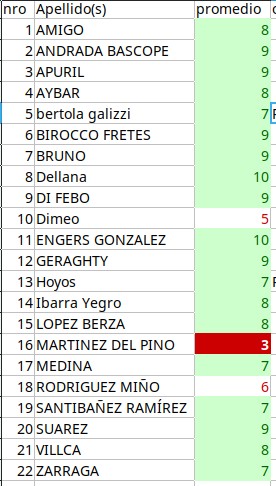 nro Apellido(s) promedio
1 AMIGO 8
2 ANDRADA BASCOPE 9
3 APURIL 9
4 AYBAR 8
5 bertola galizzi 7
6 BIROCCO FRETES 9
7 BRUNO 9
8 Dellana 10
9 DI FEBO 9
10 Dimeo 5
11 ENGERS GONZALEZ 10
12 GERAGHTY 9
13 Hoyos 7
14 Ibarra Yegro 8
15 LOPEZ BERZA 8
16 MARTINEZ DEL PINO 3
17 MEDINA 7
18 RODRIGUEZ MIÑO 6
19 SANTIBAÑEZ RAMÍREZ 7
20 SUAREZ 9
21 VILLCA 8
22 ZARRAGA 7